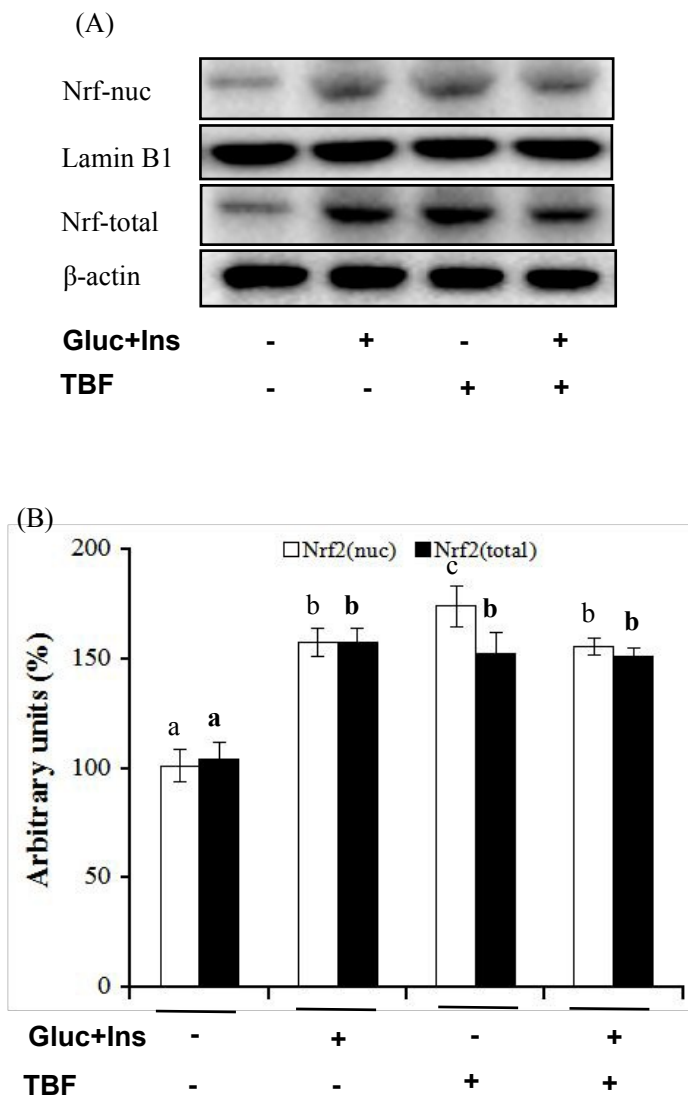 (A)
Nrf-nuc
Lamin B1
Nrf-total
β-actin
Gluc+Ins - + - +
TBF - - + +
(B)
200
150
100
50
0
Arbitrary units (%)
Nrf2(nuc) Nrf2(total)
a a
b b
c b
b b
Gluc+Ins - + - +
TBF - - + +